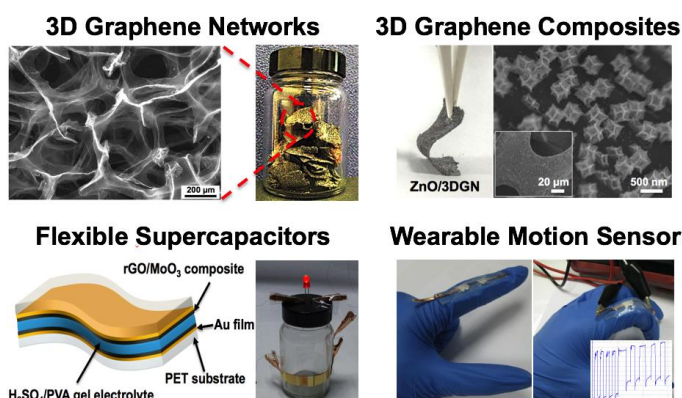 3D Graphene Networks
3D Graphene Composites
200 µm
ZnO/3DGN
20 µm
500 nm
Flexible Supercapacitors
Wearable Motion Sensor
rGO/MoO₃ composite
Au film
PET substrate
H₂SO₄/PVA gel electrolyte